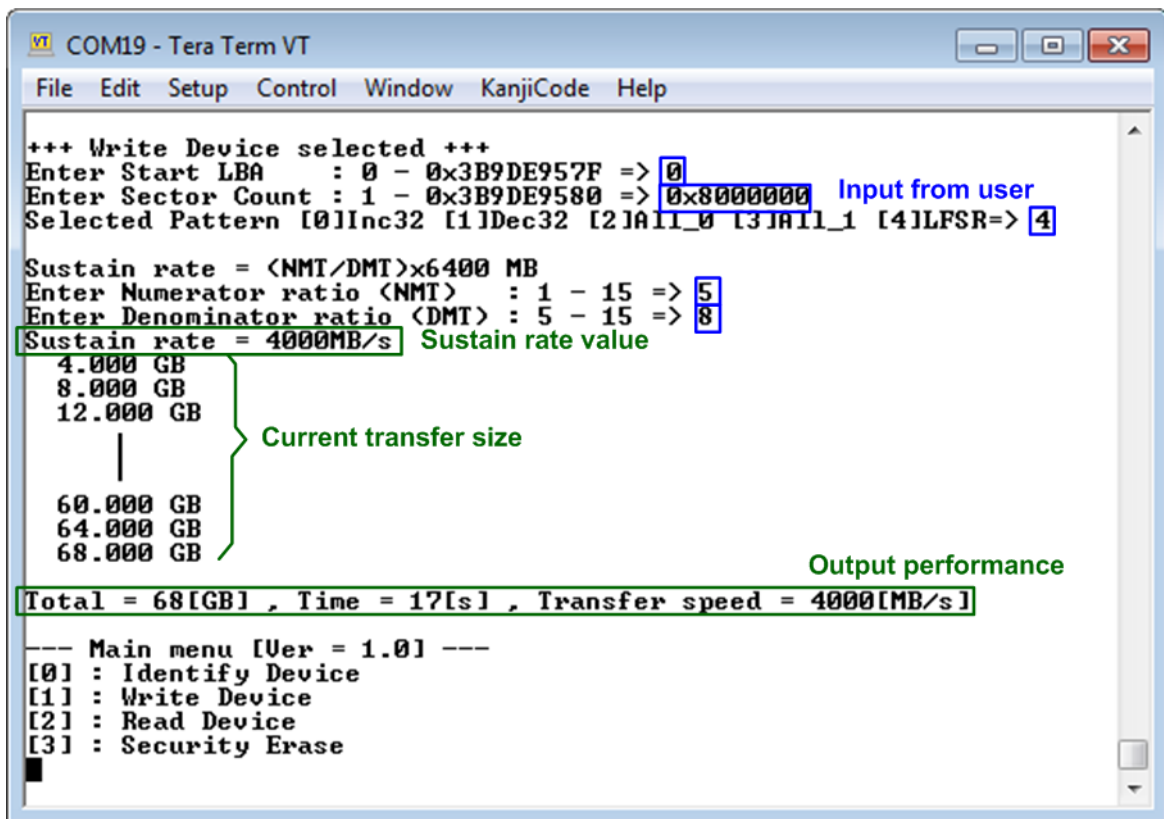 COM19 - Tera Term VT
File Edit Setup Control Window KanjiCode Help
+++ Write Device selected +++
Enter Start LBA : 0 - 0x3B9DE957F => 0
Enter Sector Count : 1 - 0x3B9DE9580 => 0x8000000
Input from user
Selected Pattern [0]Inc32 [1]Dec32 [2]All_0 [3]All_1 [4]LFSR=> 4
Sustain rate = (NMT/DMT)x6400 MB
Enter Numerator ratio (NMT) : 1 - 15 => 5
Enter Denominator ratio (DMT) : 5 - 15 => 8
Sustain rate = 4000MB/s Sustain rate value
4.000 GB
8.000 GB
12.000 GB
Current transfer size
60.000 GB
64.000 GB
68.000 GB
Output performance
Total = 68[GB] , Time = 17[s] , Transfer speed = 4000[MB/s]
--- Main menu [Ver = 1.0] ---
[0] : Identify Device
[1] : Write Device
[2] : Read Device
[3] : Security Erase